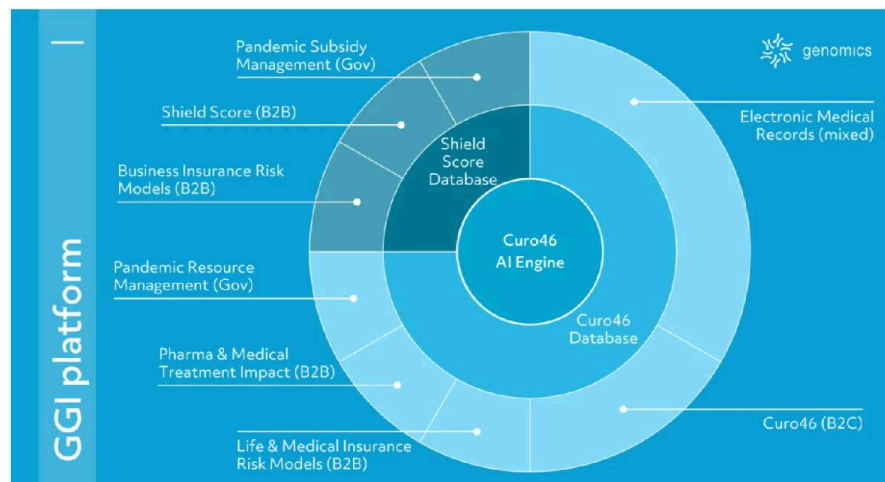 GGI platform
genomics
Pandemic Subsidy
Management (Gov)
Shield Score (B2B)
Business Insurance Risk
Models (B2B)
Pandemic Resource
Management (Gov)
Pharma & Medical
Treatment Impact (B2B)
Life & Medical Insurance
Risk Models (B2B)
Shield
Score
Database
Curo46
AI Engine
Curo46
Database
Electronic Medical
Records (mixed)
Curo46 (B2C)